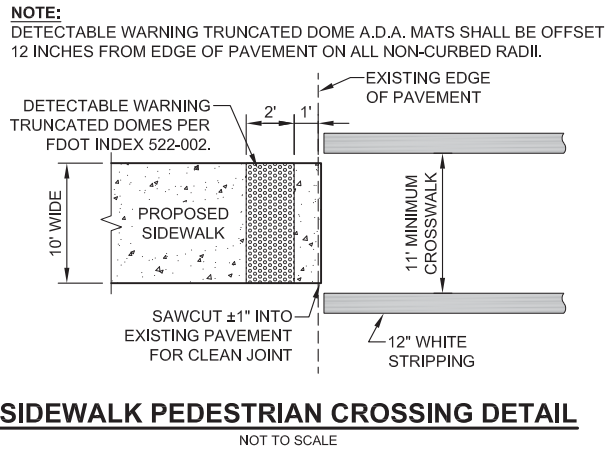 NOTE:
DETECTABLE WARNING TRUNCATED DOME A.D.A. MATS SHALL BE OFFSET
12 INCHES FROM EDGE OF PAVEMENT ON ALL NON-CURBED RADII.
EXISTING EDGE
OF PAVEMENT
DETECTABLE WARNING
TRUNCATED DOMES PER
FDOT INDEX 522-002.
2'
1'
10' WIDE
PROPOSED
SIDEWALK
11' MINIMUM
CROSSWALK
SAWCUT ±1" INTO
EXISTING PAVEMENT
FOR CLEAN JOINT
12" WHITE
STRIPPING
SIDEWALK PEDESTRIAN CROSSING DETAIL
NOT TO SCALE